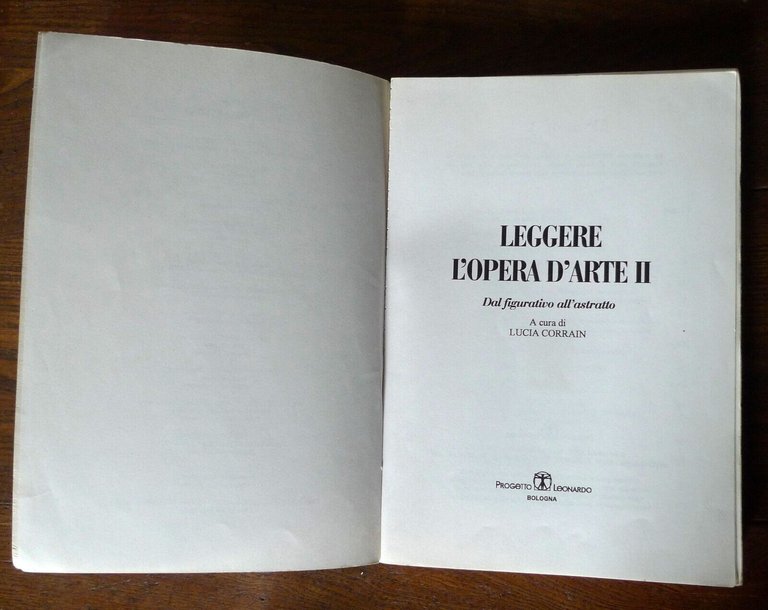 LEGGERE
L'OPERA D'ARTE II
Dal figurativo all'astratto
A cura di
LUCIA CORRAIN
PROGETTO LEONARDO
BOLOGNA